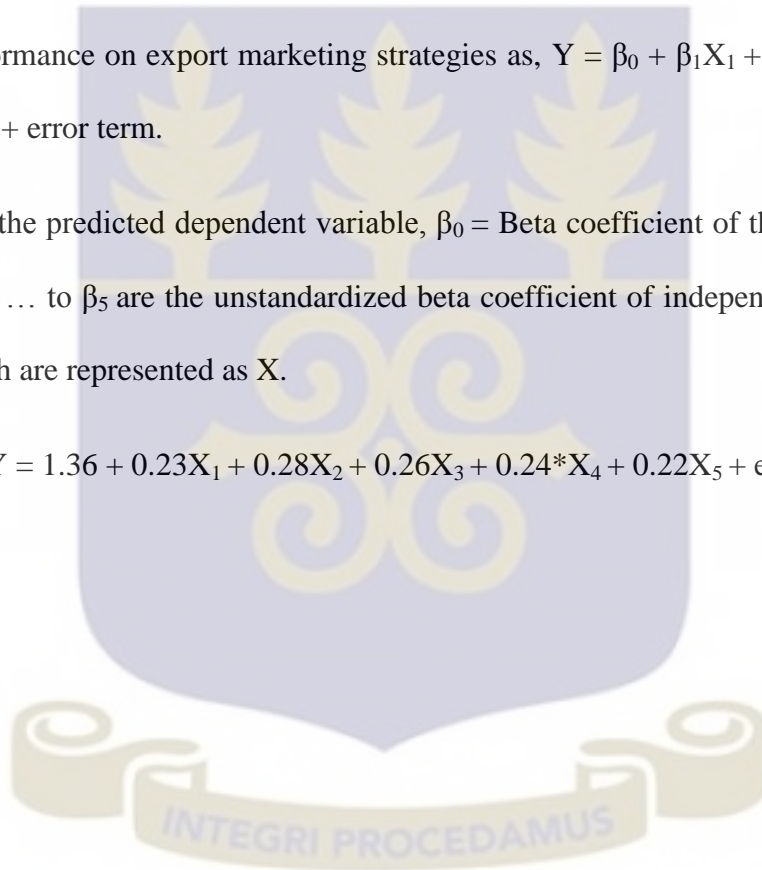 ormance on export marketing strategies as, Y = β₀ + β₁X₁ +
+ error term.
the predicted dependent variable, β₀ = Beta coefficient of th
… to β₅ are the unstandardized beta coefficient of indepen
h are represented as X.
Y = 1.36 + 0.23X₁ + 0.28X₂ + 0.26X₃ + 0.24*X₄ + 0.22X₅ + e
INTEGRI PROCEDAMUS